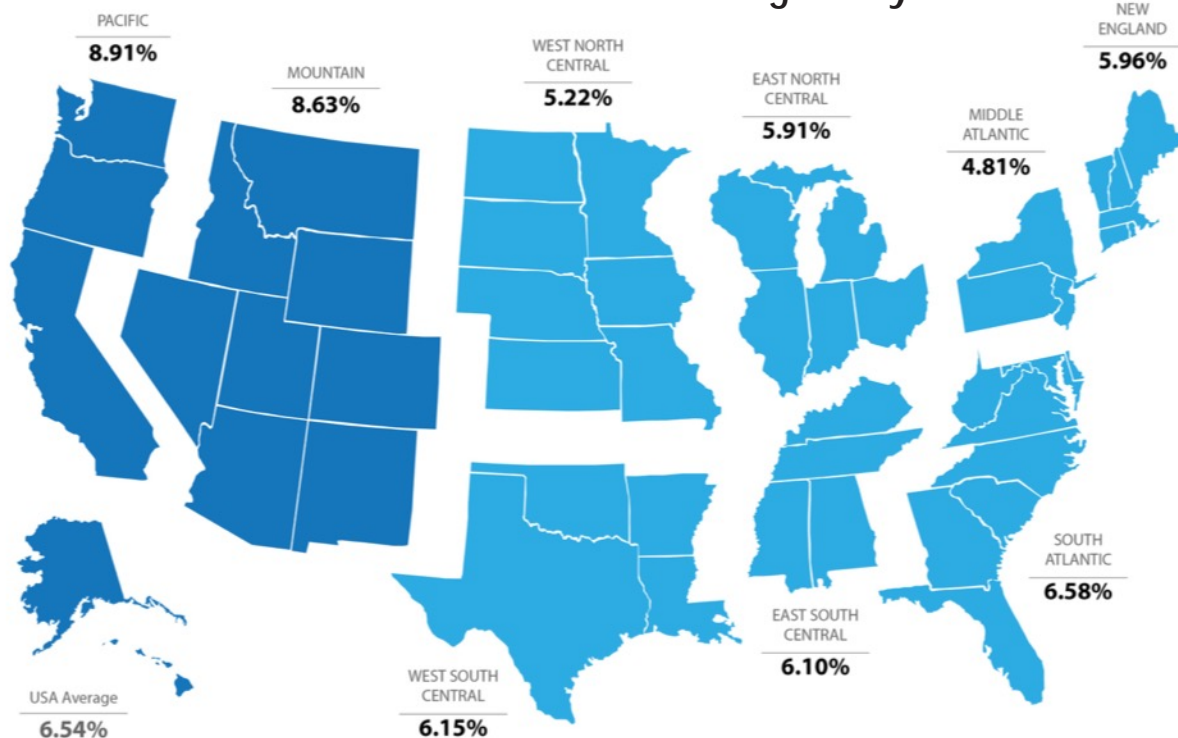 PACIFIC
8.91%
MOUNTAIN
8.63%
WEST NORTH
CENTRAL
5.22%
EAST NORTH
CENTRAL
5.91%
MIDDLE
ATLANTIC
4.81%
NEW
ENGLAND
5.96%
USA Average
6.54%
WEST SOUTH
CENTRAL
6.15%
EAST SOUTH
CENTRAL
6.10%
SOUTH
ATLANTIC
6.58%